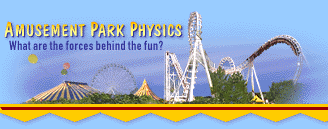 AMUSEMENT PARK PHYSICS
What are the forces behind the fun?